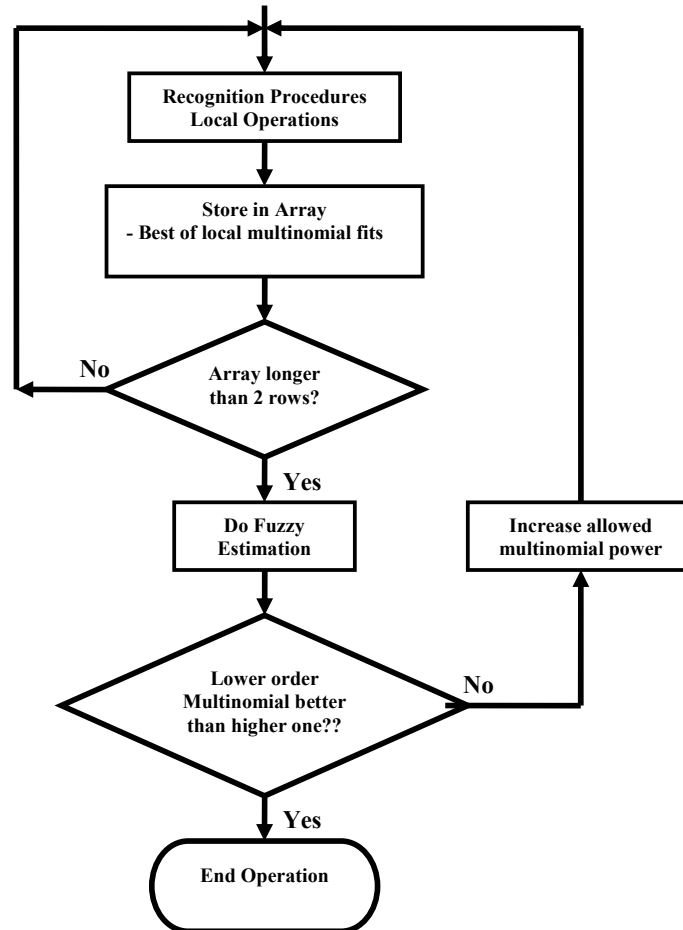 Recognition Procedures
Local Operations
Store in Array
- Best of local multinomial fits
No
Array longer
than 2 rows?
Yes
Do Fuzzy
Estimation
Increase allowed
multinomial power
Lower order
Multinomial better
than higher one??
No
Yes
End Operation